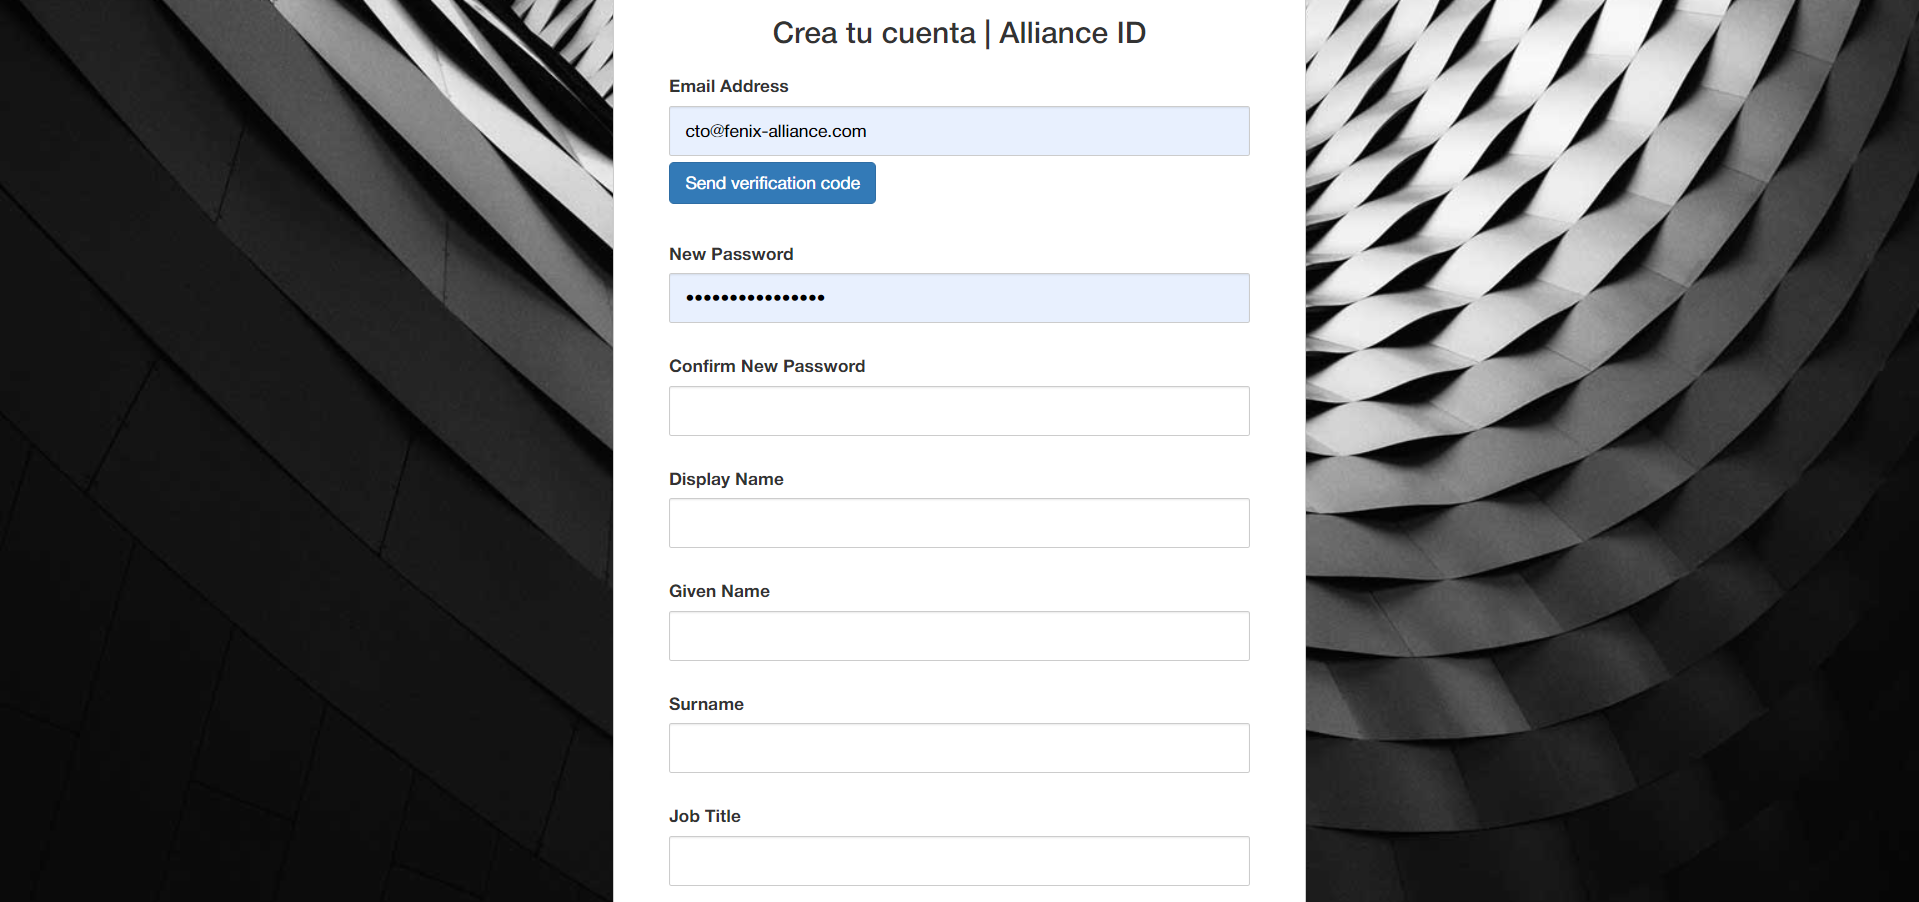 Crea tu cuenta | Alliance ID
Email Address
cto@fenix-alliance.com
Send verification code
New Password
••••••••••••••••
Confirm New Password
Display Name
Given Name
Surname
Job Title